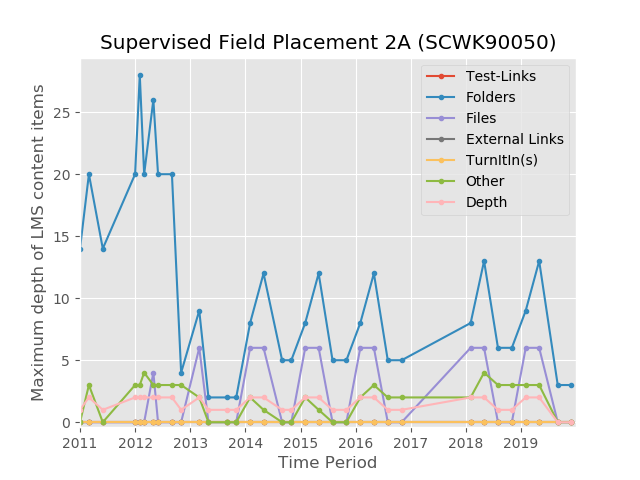 Supervised Field Placement 2A (SCWK90050)
Test-Links
Folders
Files
External Links
TurnItIn(s)
Other
Depth
Maximum depth of LMS content items
25
20
15
10
5
0
2011 2012 2013 2014 2015 2016 2017 2018 2019
Time Period